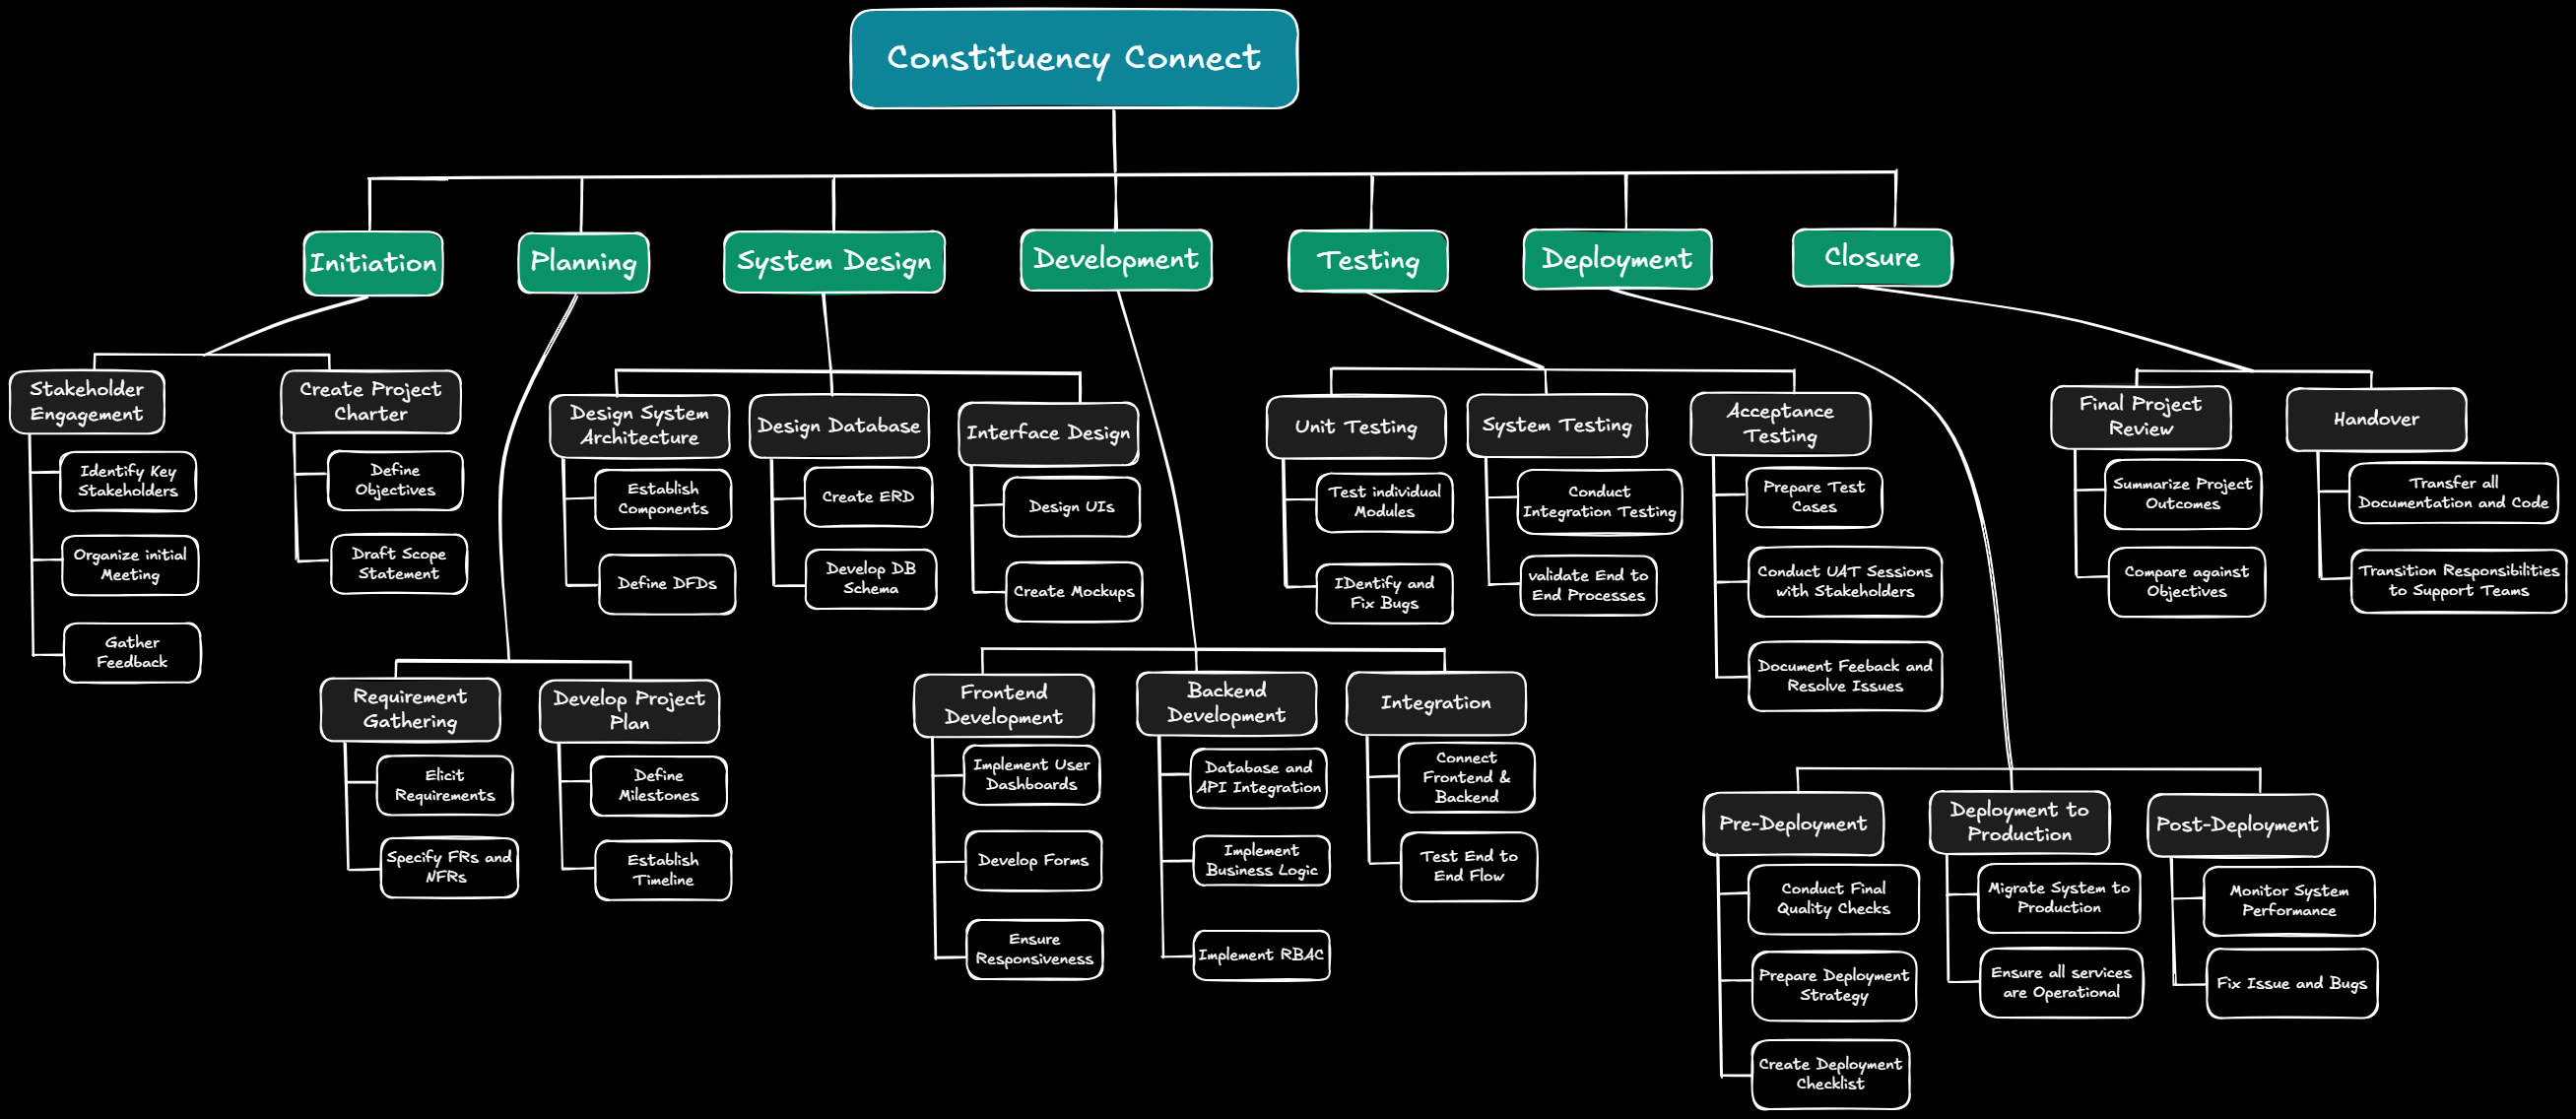 Constituency Connect
Initiation
Planning
System Design
Development
Testing
Deployment
Closure
Stakeholder
Engagement
Identify Key
Stakeholders
Organize initial
Meeting
Gather
Feedback
Create Project
Charter
Define
Objectives
Draft Scope
Statement
Requirement
Gathering
Elicit
Requirements
Specify FRs and
NFRs
Develop Project
Plan
Define
Milestones
Establish
Timeline
Design System
Architecture
Establish
Components
Define DFDs
Design Database
Create ERD
Develop DB
Schema
Interface Design
Design UIs
Create Mockups
Frontend
Development
Implement User
Dashboards
Develop Forms
Ensure
Responsiveness
Backend
Development
Database and
API Integration
Implement
Business Logic
Implement RBAC
Integration
Connect
Frontend &
Backend
Test End to
End Flow
Unit Testing
Test individual
Modules
IDentify and
Fix Bugs
System Testing
Conduct
Integration Testing
validate End to
End Processes
Acceptance
Testing
Prepare Test
Cases
Conduct UAT Sessions
with Stakeholders
Document Feeback and
Resolve Issues
Pre-Deployment
Conduct Final
Quality Checks
Prepare Deployment
Strategy
Create Deployment
Checklist
Deployment to
Production
Migrate System to
Production
Ensure all services
are Operational
Post-Deployment
Monitor System
Performance
Fix Issue and Bugs
Final Project
Review
Summarize Project
Outcomes
Compare against
Objectives
Handover
Transfer all
Documentation and Code
Transition Responsibilities
to Support Teams